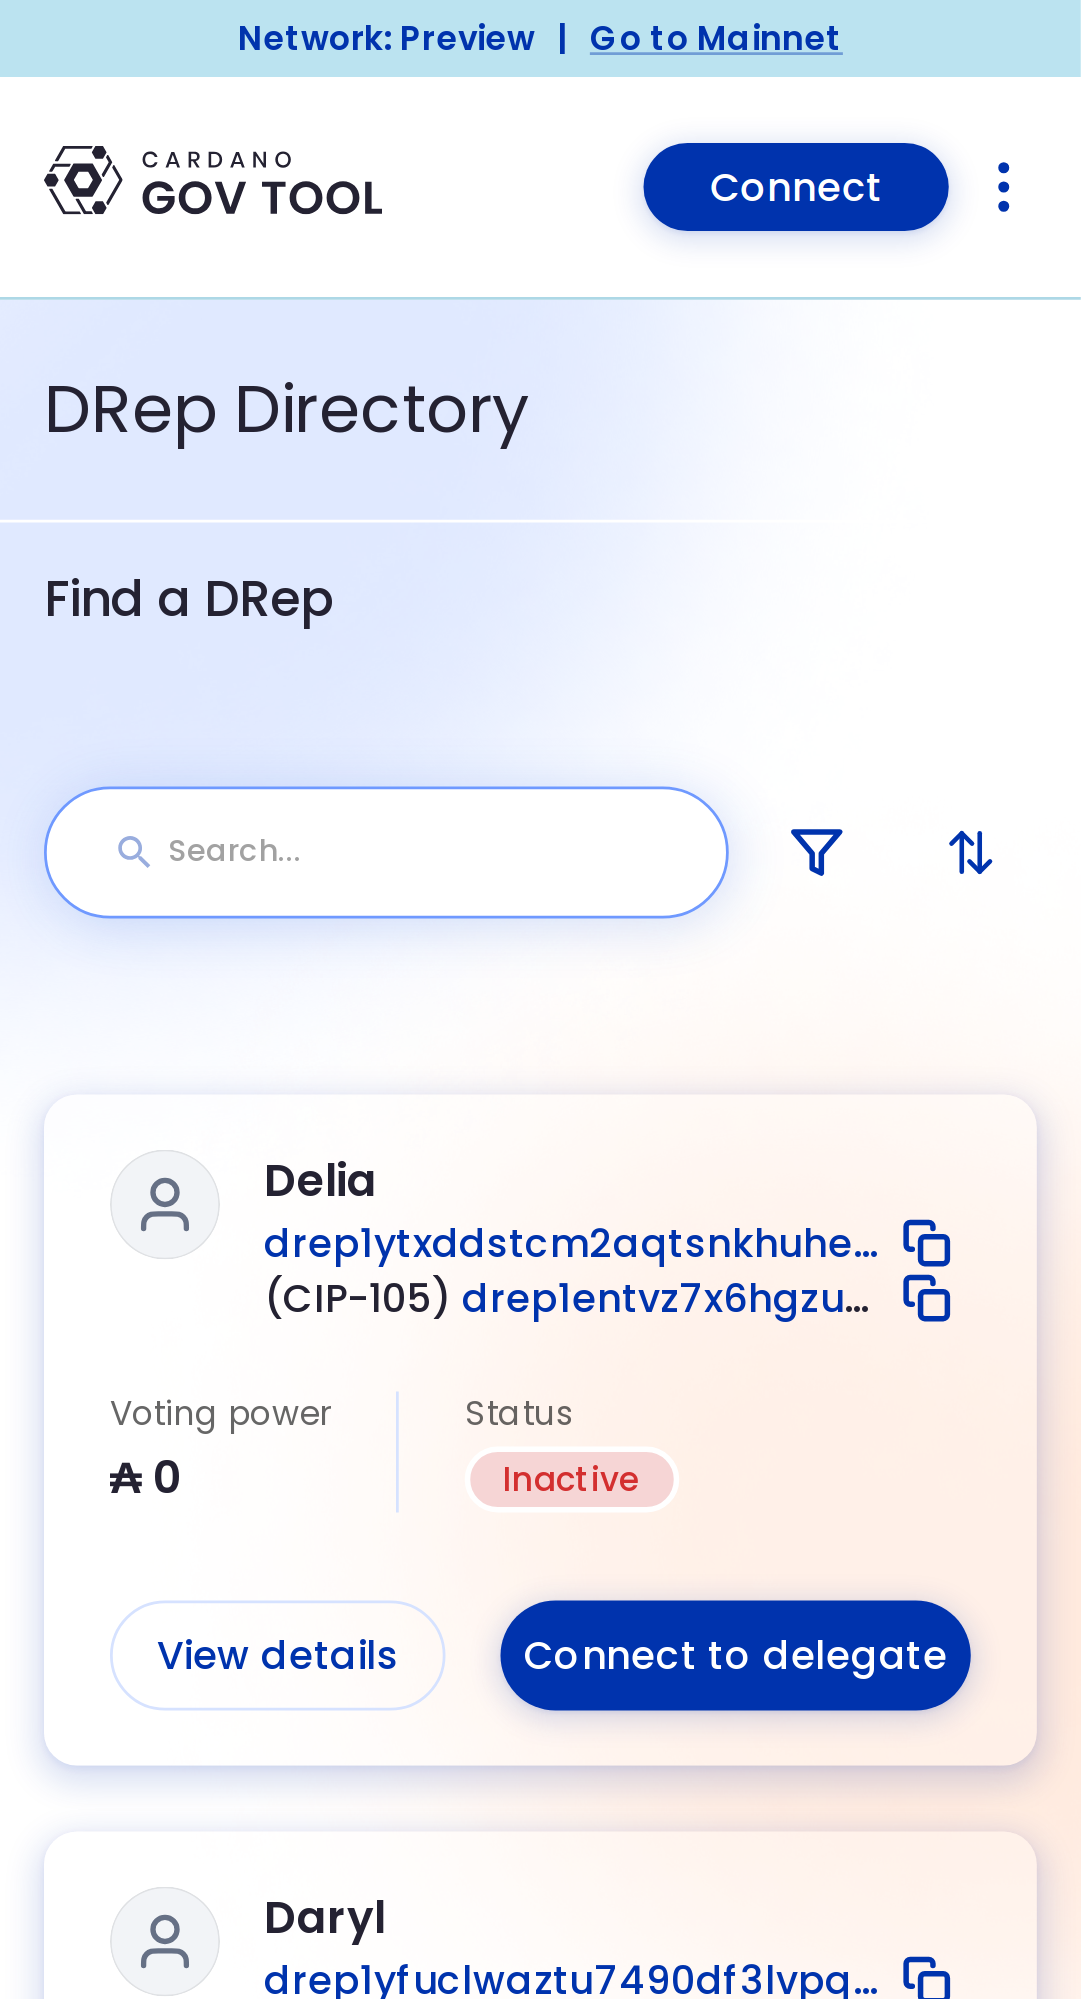 Network: Preview | Go to Mainnet
CARDANO
GOV TOOL
Connect
DRep Directory
Find a DRep
Search...
Delia
drep1ytxddstcm2aqtsnkhuhe...
(CIP-105) drep1entvz7x6hgzu...
Voting power
Status
₳ 0
Inactive
View details
Connect to delegate
Daryl
drep1yfuclwaztu7490df3lvpq...